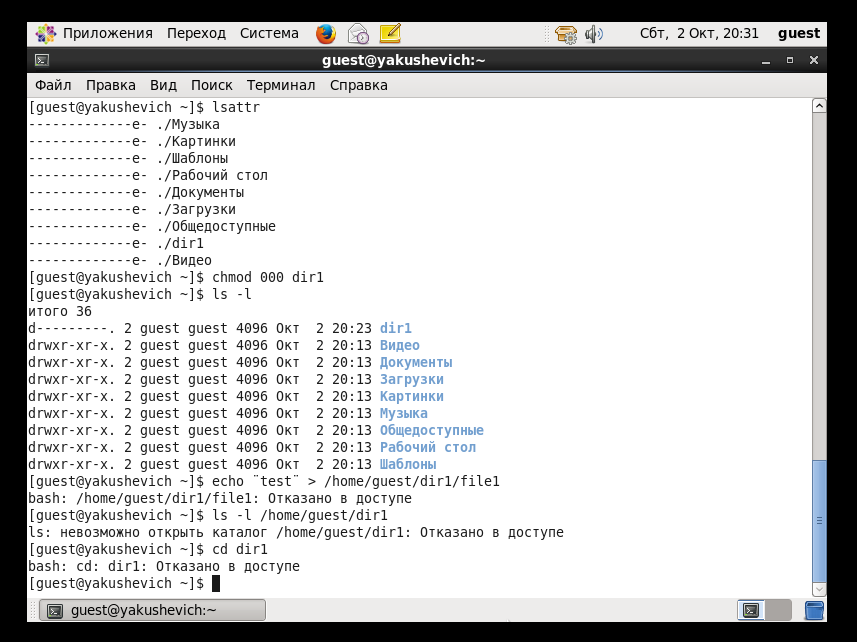 Приложения Переход Система Сбт, 2 Окт, 20:31 guest
guest@yakushevich:~
Файл Правка Вид Поиск Терминал Справка
[guest@yakushevich ~]$ lsattr
-------------e- ./Музыка
-------------e- ./Картинки
-------------e- ./Шаблоны
-------------e- ./Рабочий стол
-------------e- ./Документы
-------------e- ./Загрузки
-------------e- ./Общедоступные
-------------e- ./dir1
-------------e- ./Видео
[guest@yakushevich ~]$ chmod 000 dir1
[guest@yakushevich ~]$ ls -l
итого 36
d---------. 2 guest guest 4096 Окт  2 20:23 dir1
drwxr-xr-x. 2 guest guest 4096 Окт  2 20:13 Видео
drwxr-xr-x. 2 guest guest 4096 Окт  2 20:13 Документы
drwxr-xr-x. 2 guest guest 4096 Окт  2 20:13 Загрузки
drwxr-xr-x. 2 guest guest 4096 Окт  2 20:13 Картинки
drwxr-xr-x. 2 guest guest 4096 Окт  2 20:13 Музыка
drwxr-xr-x. 2 guest guest 4096 Окт  2 20:13 Общедоступные
drwxr-xr-x. 2 guest guest 4096 Окт  2 20:13 Рабочий стол
drwxr-xr-x. 2 guest guest 4096 Окт  2 20:13 Шаблоны
[guest@yakushevich ~]$ echo ¨test¨ > /home/guest/dir1/file1
bash: /home/guest/dir1/file1: Отказано в доступе
[guest@yakushevich ~]$ ls -l /home/guest/dir1
ls: невозможно открыть каталог /home/guest/dir1: Отказано в доступе
[guest@yakushevich ~]$ cd dir1
bash: cd: dir1: Отказано в доступе
[guest@yakushevich ~]$
guest@yakushevich:~